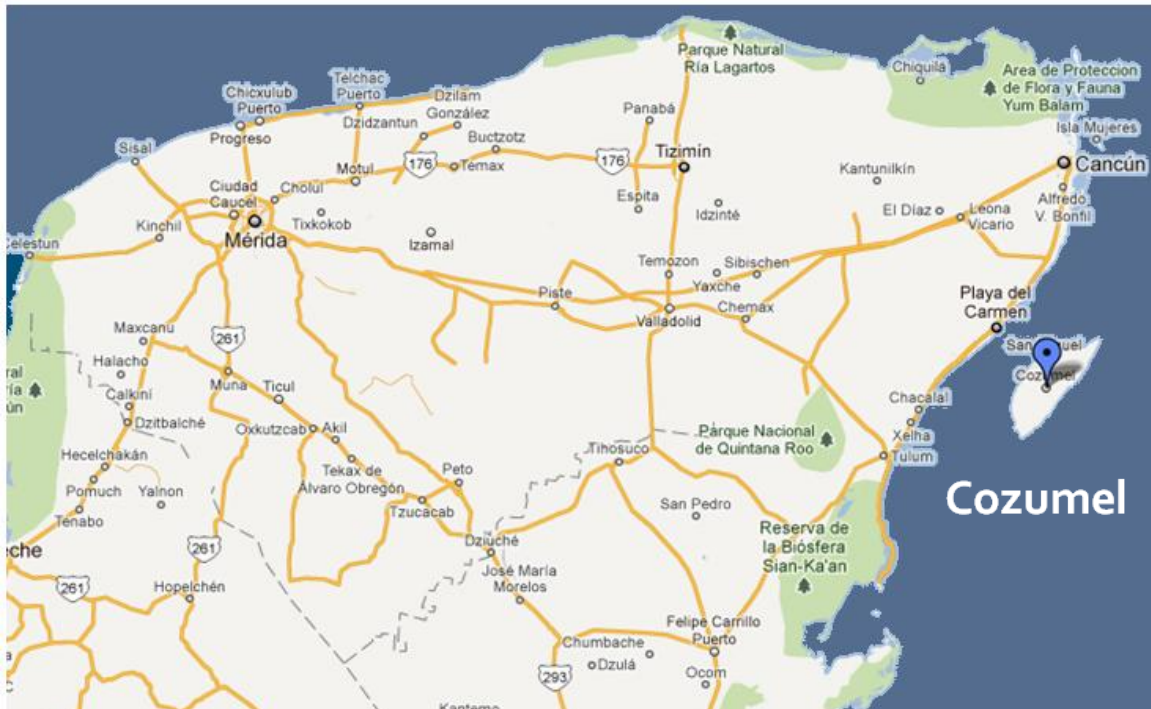 Parque Natural
Ría Lagartos
Chiquilá
Area de Proteccion
de Flora y Fauna
Yum Balam
Telchac
Puerto
Chicxulub
Puerto
Progreso
Dzilam
González
Dzidzantun
Panabá
Isla Mujeres
Sisal
Buctzotz
176
176
Tizimín
Cancún
Motul
Temax
Kantunilkín
Ciudad
Caucel
Cholul
Espita
Idzinté
El Díaz
Alfredo
V. Bonfil
Leona
Vicario
Kinchil
Tixkokob
Izamal
Mérida
Celestun
Temozon
Sibischen
Yaxche
Piste
Valladolid
Chemax
Playa del
Carmen
Maxcanú
261
Halacho
Muna
Ticul
Cozumel
Calkiní
Dzitbalché
Oxkutzcab
Akil
Chacalal
Xelha
Tulum
Parque Nacional
de Quintana Roo
Hecelchakán
Tihosuco
Tekax de
Álvaro Obregón
Peto
Pomuch
Yalnon
Tzucacab
San Pedro
Cozumel
Tenabo
Reserva de
la Biósfera
Sian-Ka'an
eche
261
Dziuché
José María
Morelos
261
Hopelchén
Felipe Carrillo
Puerto
Chumbache
Dzulá
293
Ocom